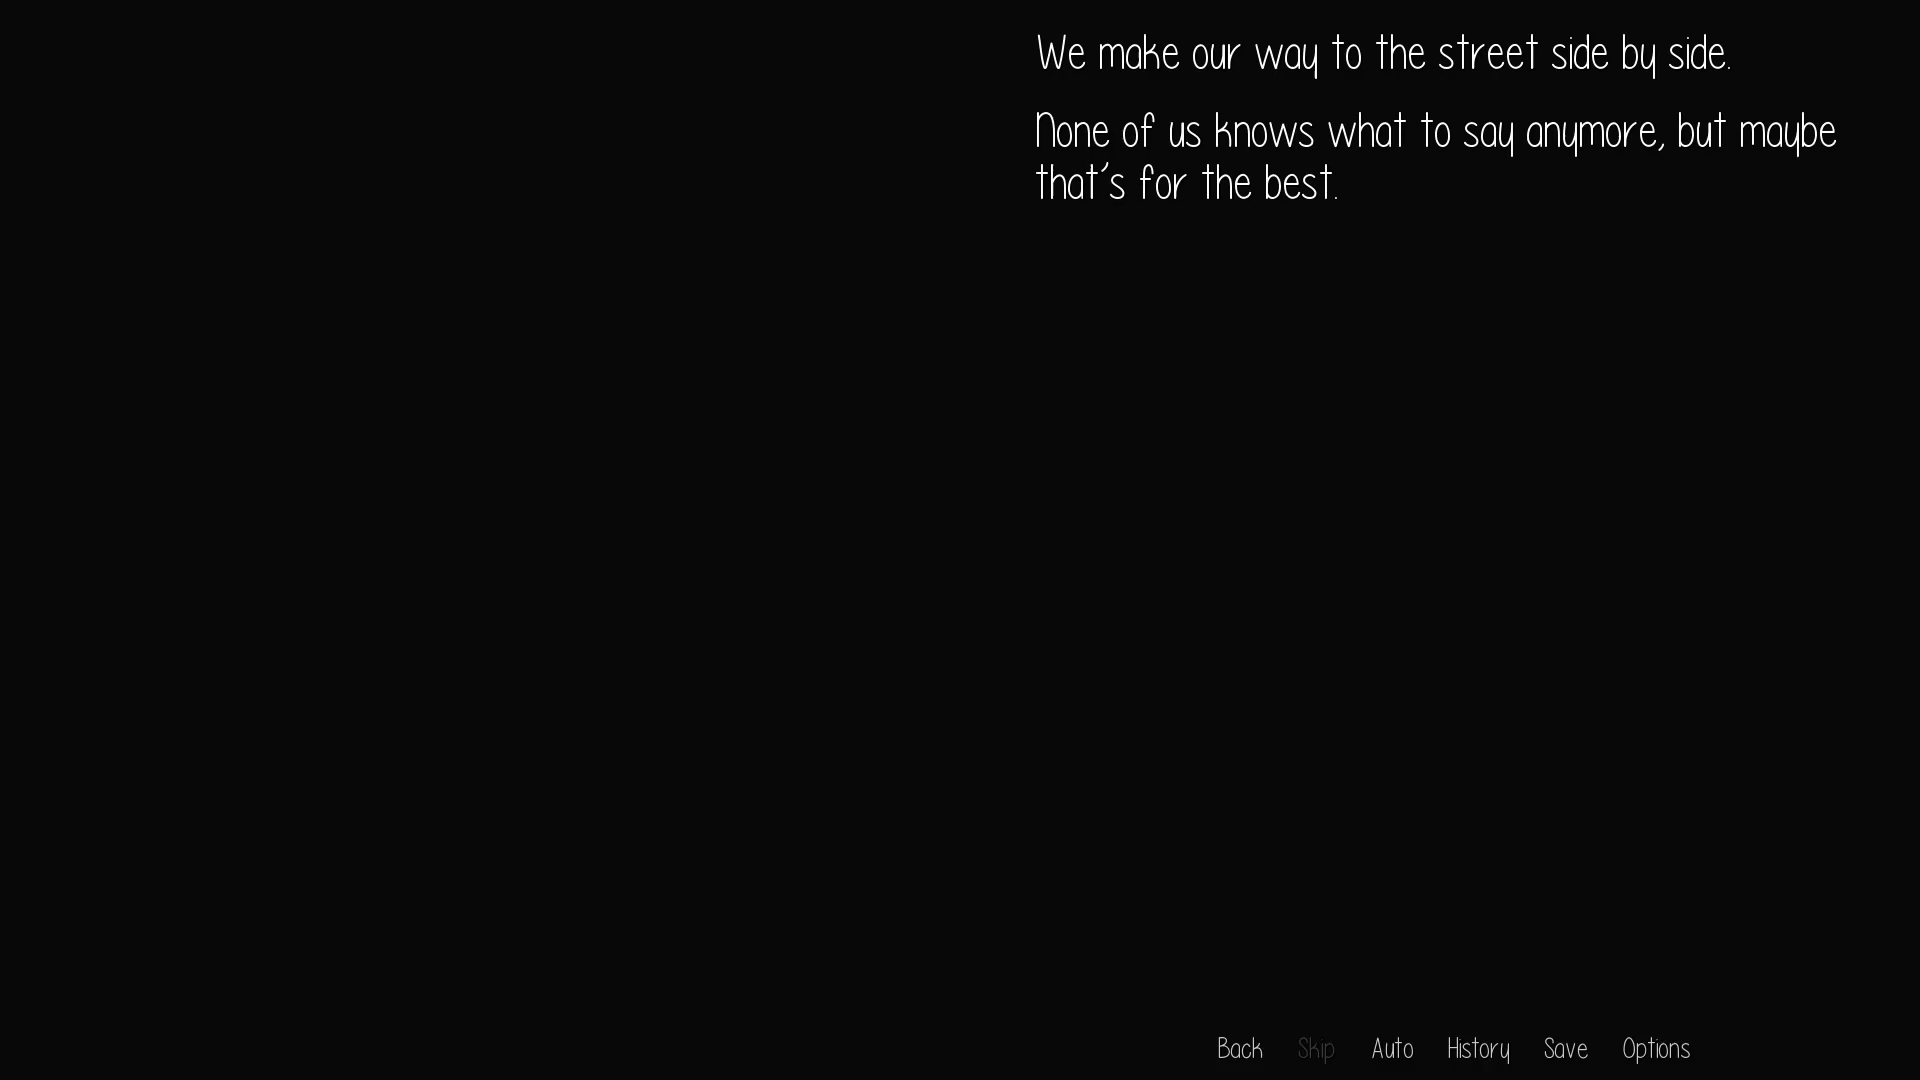 We make our way to the street side by side.
None of us knows what to say anymore, but maybe
that's for the best.
Back Skip Auto History Save Options